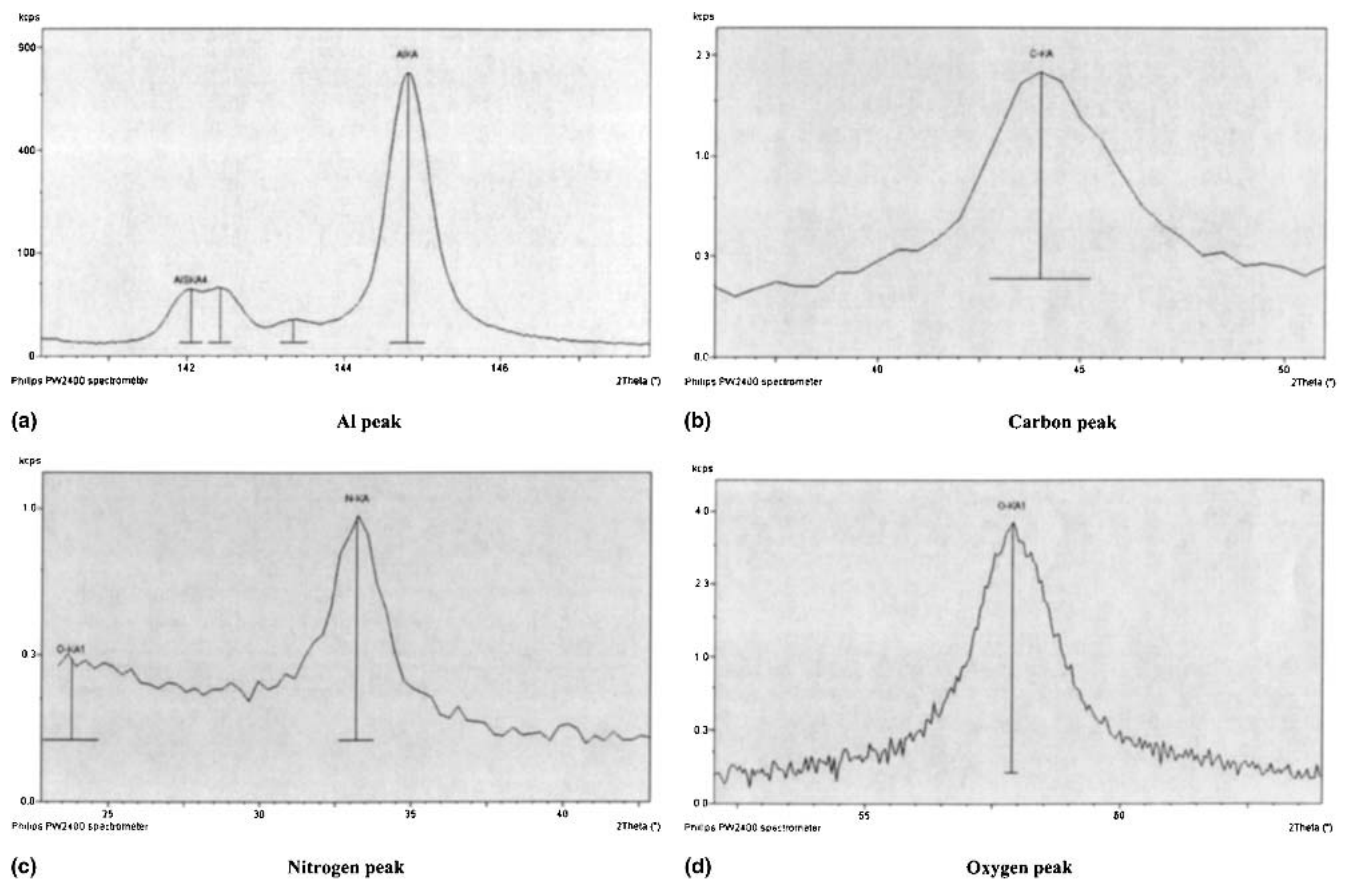 kcps
900
AlKA
400
100
AlSKA4
0
142
144
146
Philips PW2400 spectrometer
2Theta (°)
(a)
Al peak
kcps
2.3
C-KA
1.0
0.3
0.0
40
45
50
Philips PW2400 spectrometer
2Theta (°)
(b)
Carbon peak
kcps
1.0
N-KA
0.3
O-KA1
0.0
25
30
35
40
Philips PW2400 spectrometer
2Theta (°)
(c)
Nitrogen peak
kcps
4.0
O-KA1
2.3
1.0
0.3
0.0
55
60
Philips PW2400 spectrometer
2Theta (°)
(d)
Oxygen peak